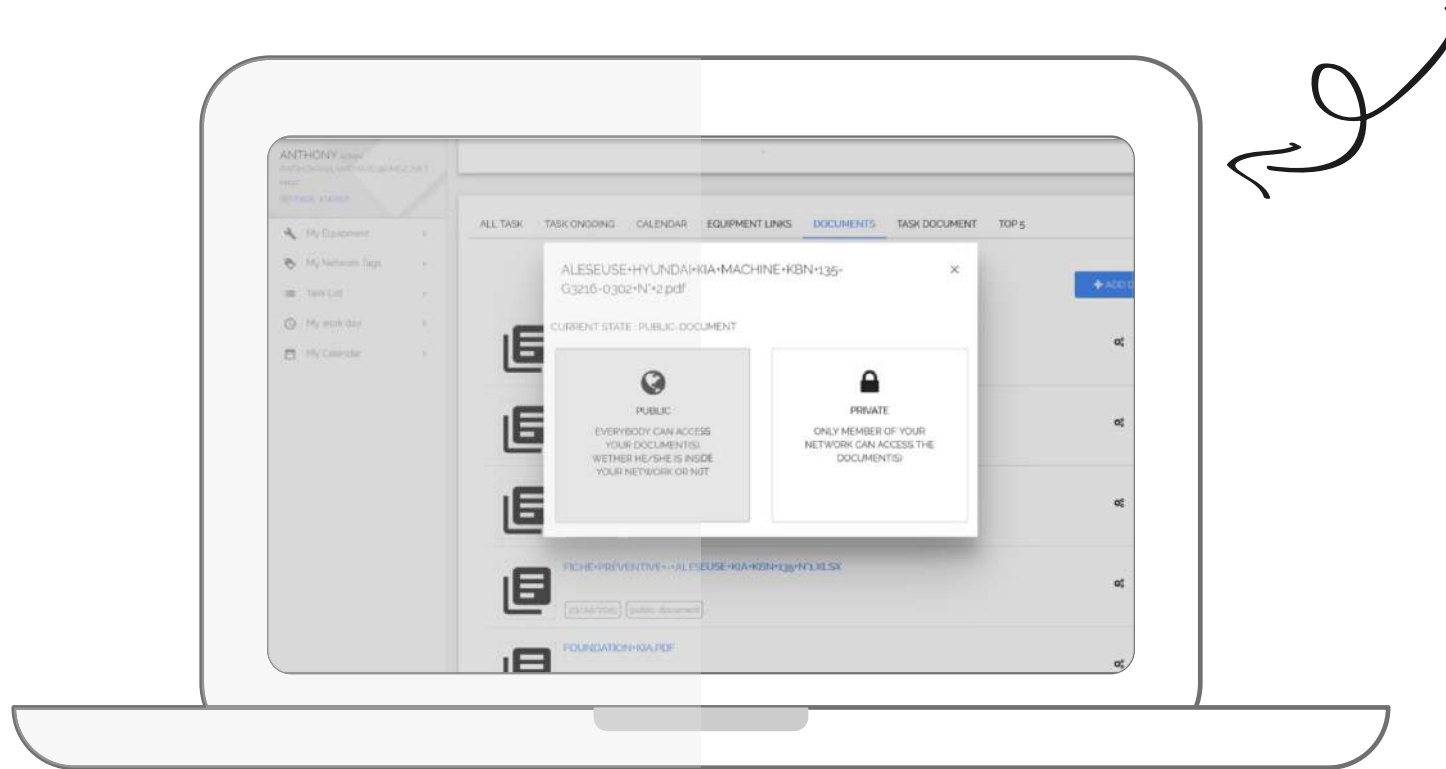 ANTHONY
My Equipment
My Network Tags
Task List
My work day
My Calendar
ALL TASK TASK ONGOING CALENDAR EQUIPMENT LINKS DOCUMENTS TASK DOCUMENT TOP 5
ALESEUSE+HYUNDAI+KIA+MACHINE+KBN+135-
G3216-0302+N°+2.pdf
×
+ ADD
CURRENT STATE : PUBLIC-DOCUMENT
PUBLIC
EVERYBODY CAN ACCESS
YOUR DOCUMENT(S),
WETHER HE/SHE IS INSIDE
YOUR NETWORK OR NOT
PRIVATE
ONLY MEMBER OF YOUR
NETWORK CAN ACCESS THE
DOCUMENT(S)
FICHE+PRÉVENTIVE+-+ALESEUSE+KIA+KBN+135+N°1.XLSX
public-document
FOUNDATION+KIA.PDF